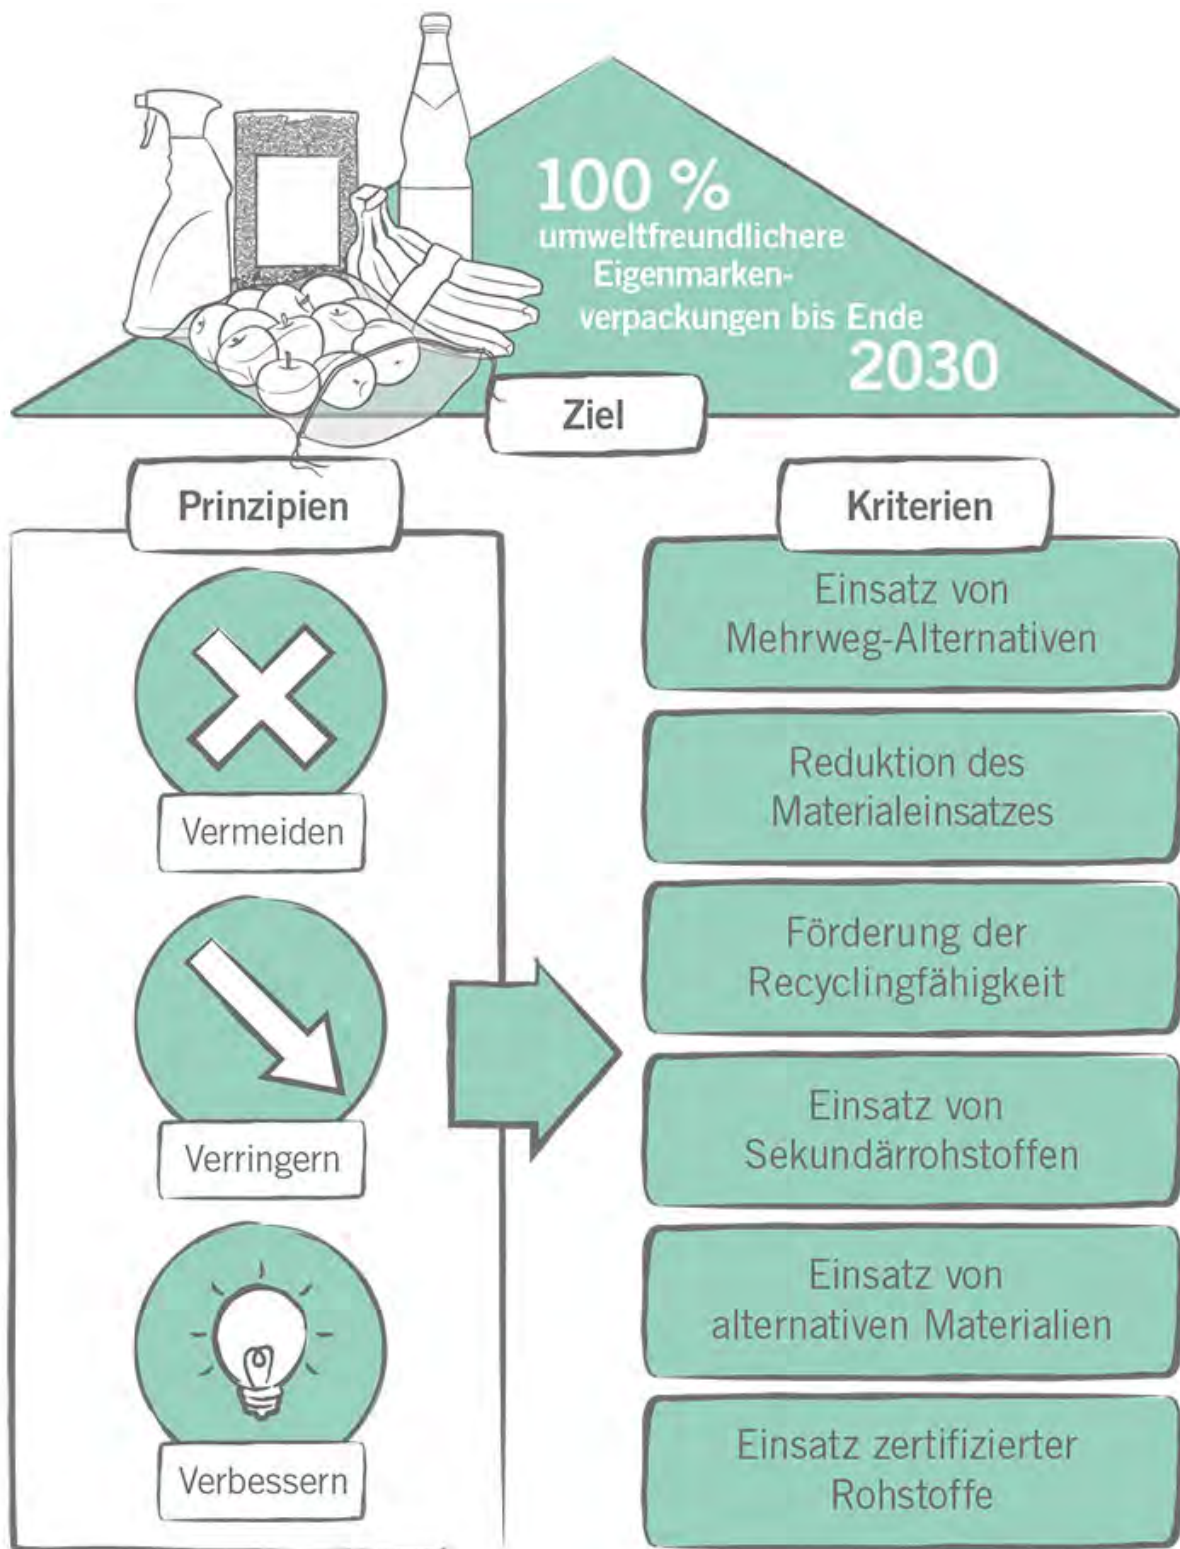 100 %
umweltfreundlichere
Eigenmarken-
verpackungen bis Ende
2030
Ziel
Prinzipien
Vermeiden
Verringern
Verbessern
Kriterien
Einsatz von
Mehrweg-Alternativen
Reduktion des
Materialeinsatzes
Förderung der
Recyclingfähigkeit
Einsatz von
Sekundärrohstoffen
Einsatz von
alternativen Materialien
Einsatz zertifizierter
Rohstoffe